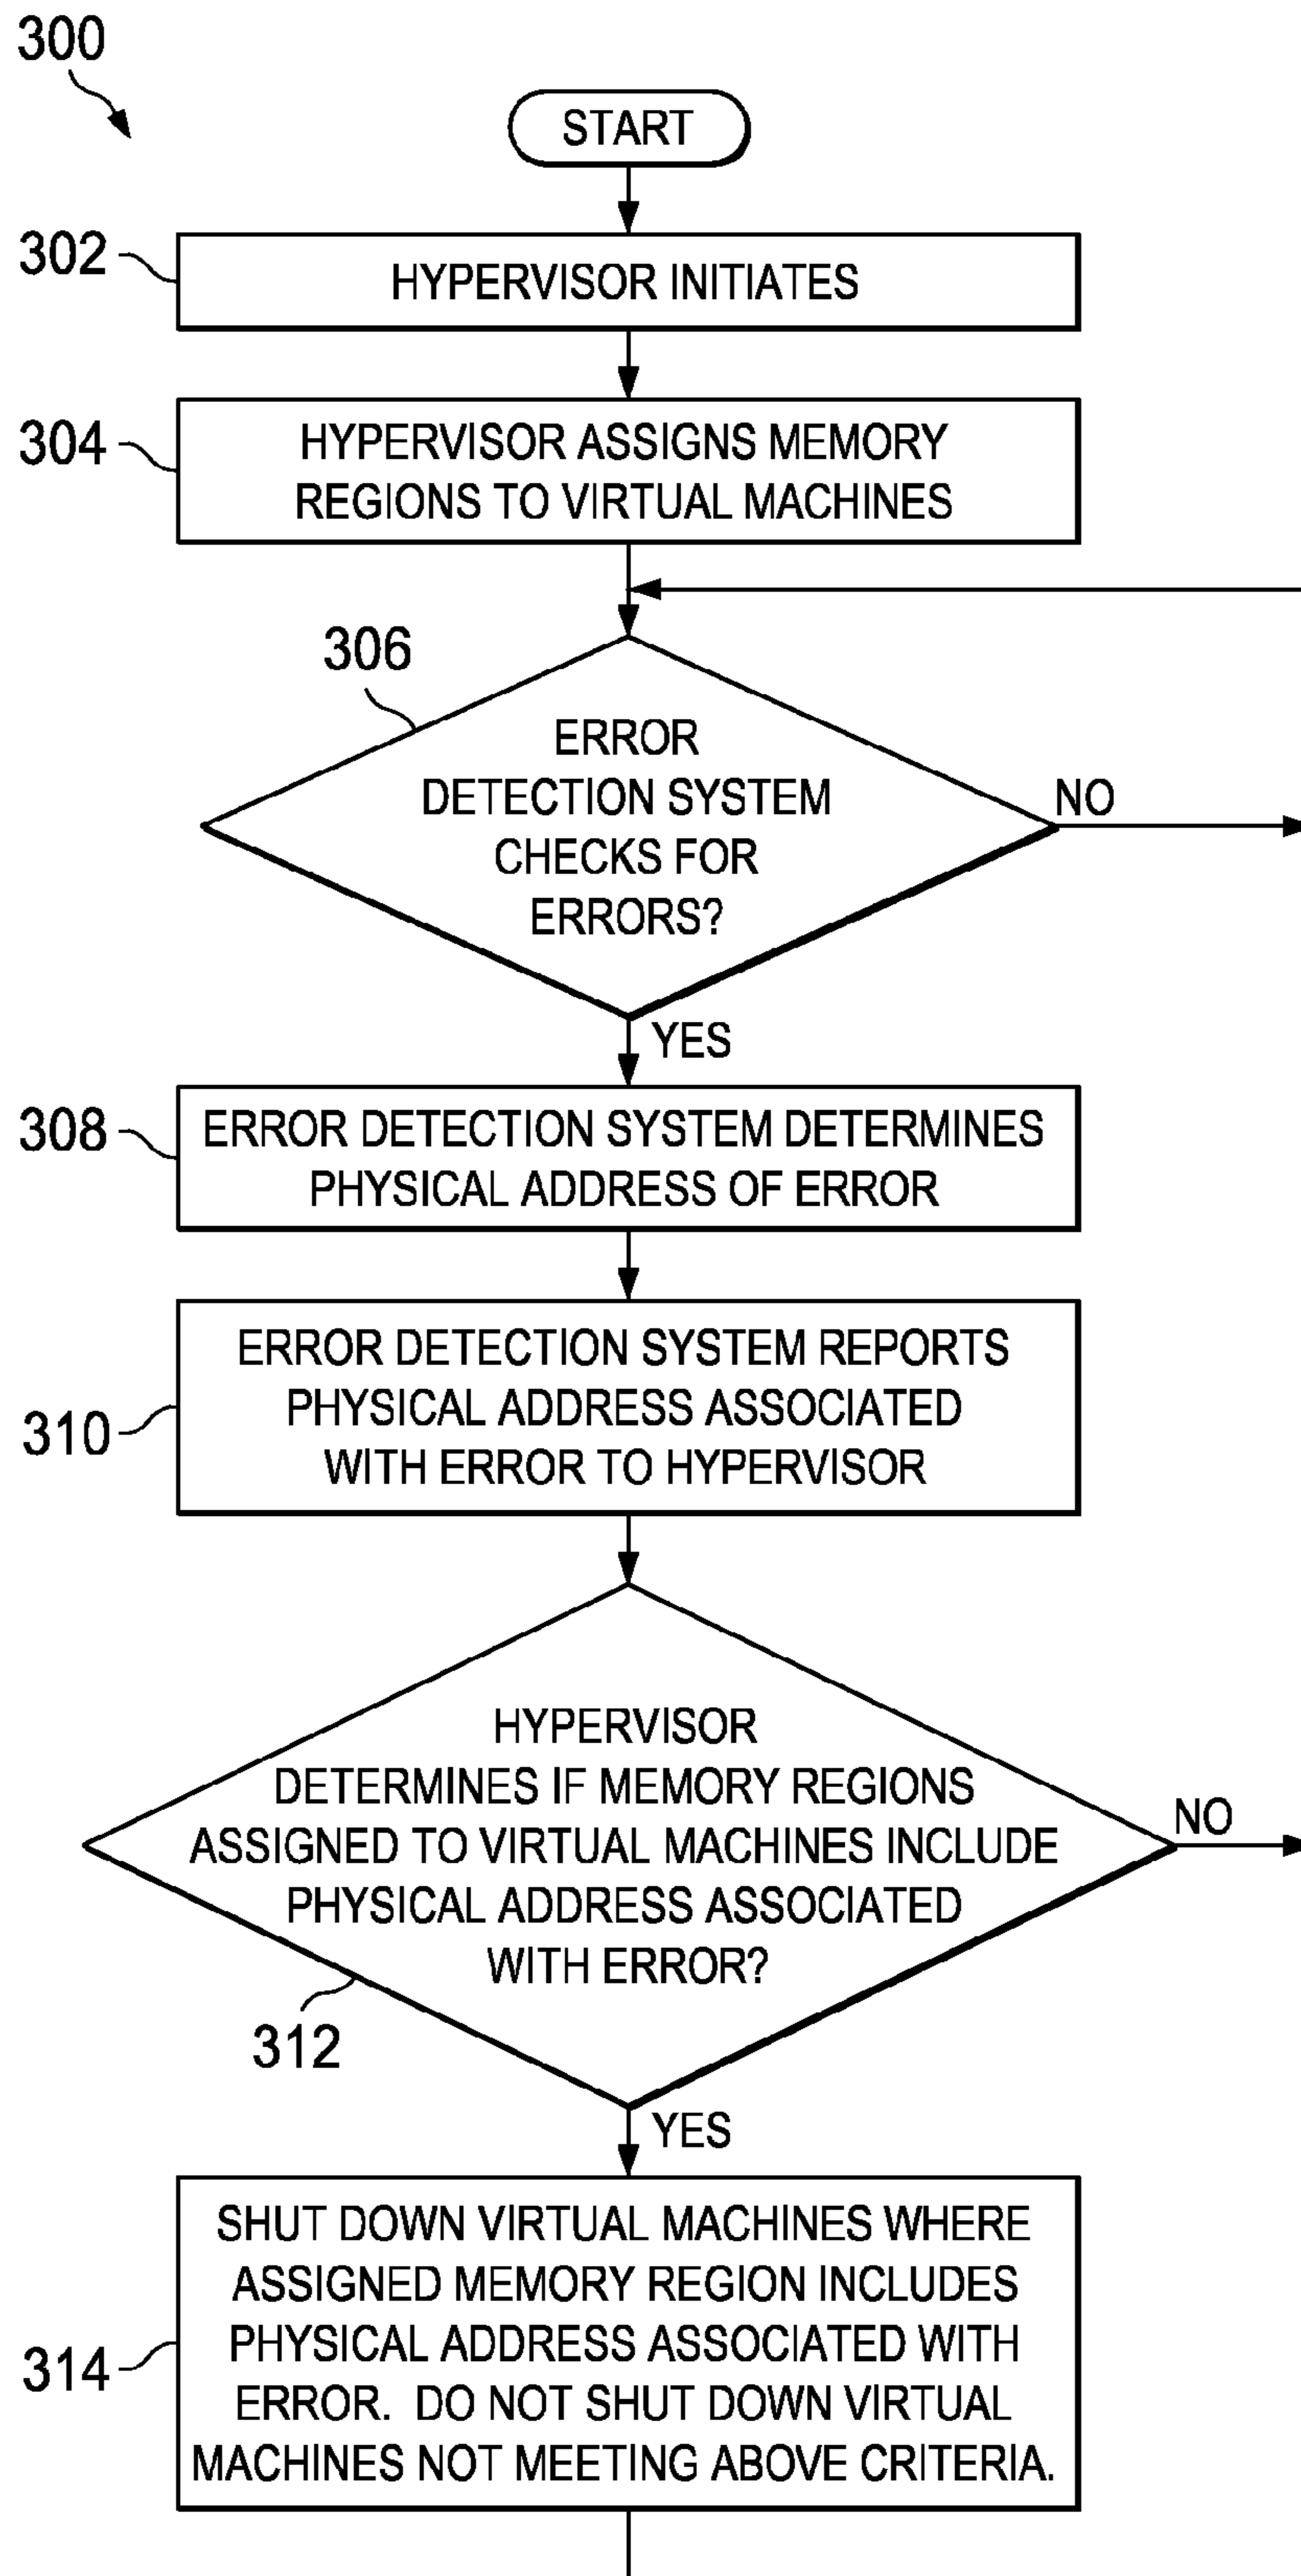 300
START
302
HYPERVISOR INITIATES
304
HYPERVISOR ASSIGNS MEMORY
REGIONS TO VIRTUAL MACHINES
306
ERROR
DETECTION SYSTEM
CHECKS FOR
ERRORS?
NO
YES
308
ERROR DETECTION SYSTEM DETERMINES
PHYSICAL ADDRESS OF ERROR
310
ERROR DETECTION SYSTEM REPORTS
PHYSICAL ADDRESS ASSOCIATED
WITH ERROR TO HYPERVISOR
HYPERVISOR
DETERMINES IF MEMORY REGIONS
ASSIGNED TO VIRTUAL MACHINES INCLUDE
PHYSICAL ADDRESS ASSOCIATED
WITH ERROR?
NO
312
YES
314
SHUT DOWN VIRTUAL MACHINES WHERE
ASSIGNED MEMORY REGION INCLUDES
PHYSICAL ADDRESS ASSOCIATED WITH
ERROR. DO NOT SHUT DOWN VIRTUAL
MACHINES NOT MEETING ABOVE CRITERIA.